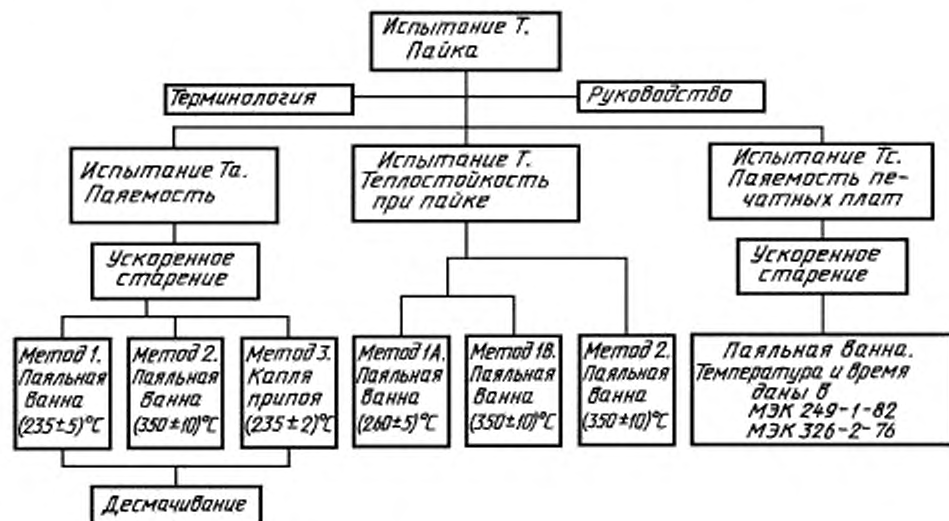 Испытание Т.
Пайка
Терминология
Руководство
Испытание Та.
Паяемость
Испытание Т.
Теплостойкость
при пайке
Испытание Тс.
Паяемость пе-
чатных плат
Ускоренное
старение
Ускоренное
старение
Метод 1.
Паяльная
ванна
(235±5)°С
Метод 2.
Паяльная
ванна
(350±10)°С
Метод 3.
Капля
припоя
(235±2)°С
Метод 1А.
Паяльная
ванна
(260±5)°С
Метод 1В.
Паяльная
ванна
(350±10)°С
Метод 2.
Паяльная
ванна
(350±10)°С
Паяльная ванна.
Температура и время
даны в
МЭК 249-1-82
МЭК 326-2-76
Десмачивание